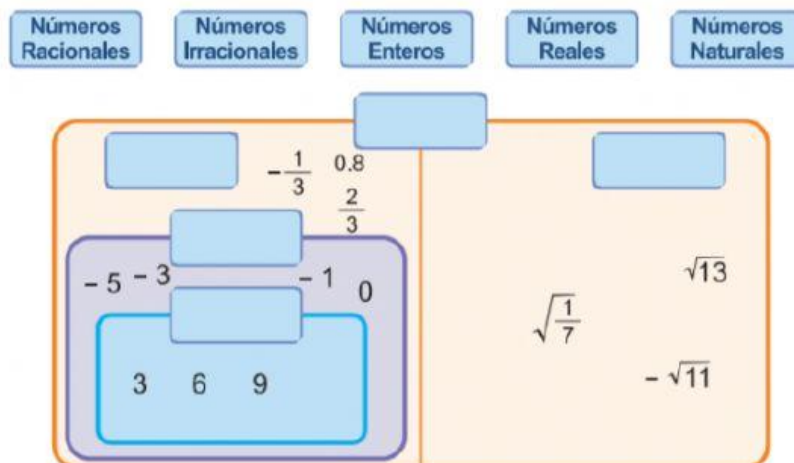 Números Racionales
Números Irracionales
Números Enteros
Números Reales
Números Naturales
-1/3 0.8
2/3
-5 -3 -1 0
3 6 9
√13
√1/7
-√11